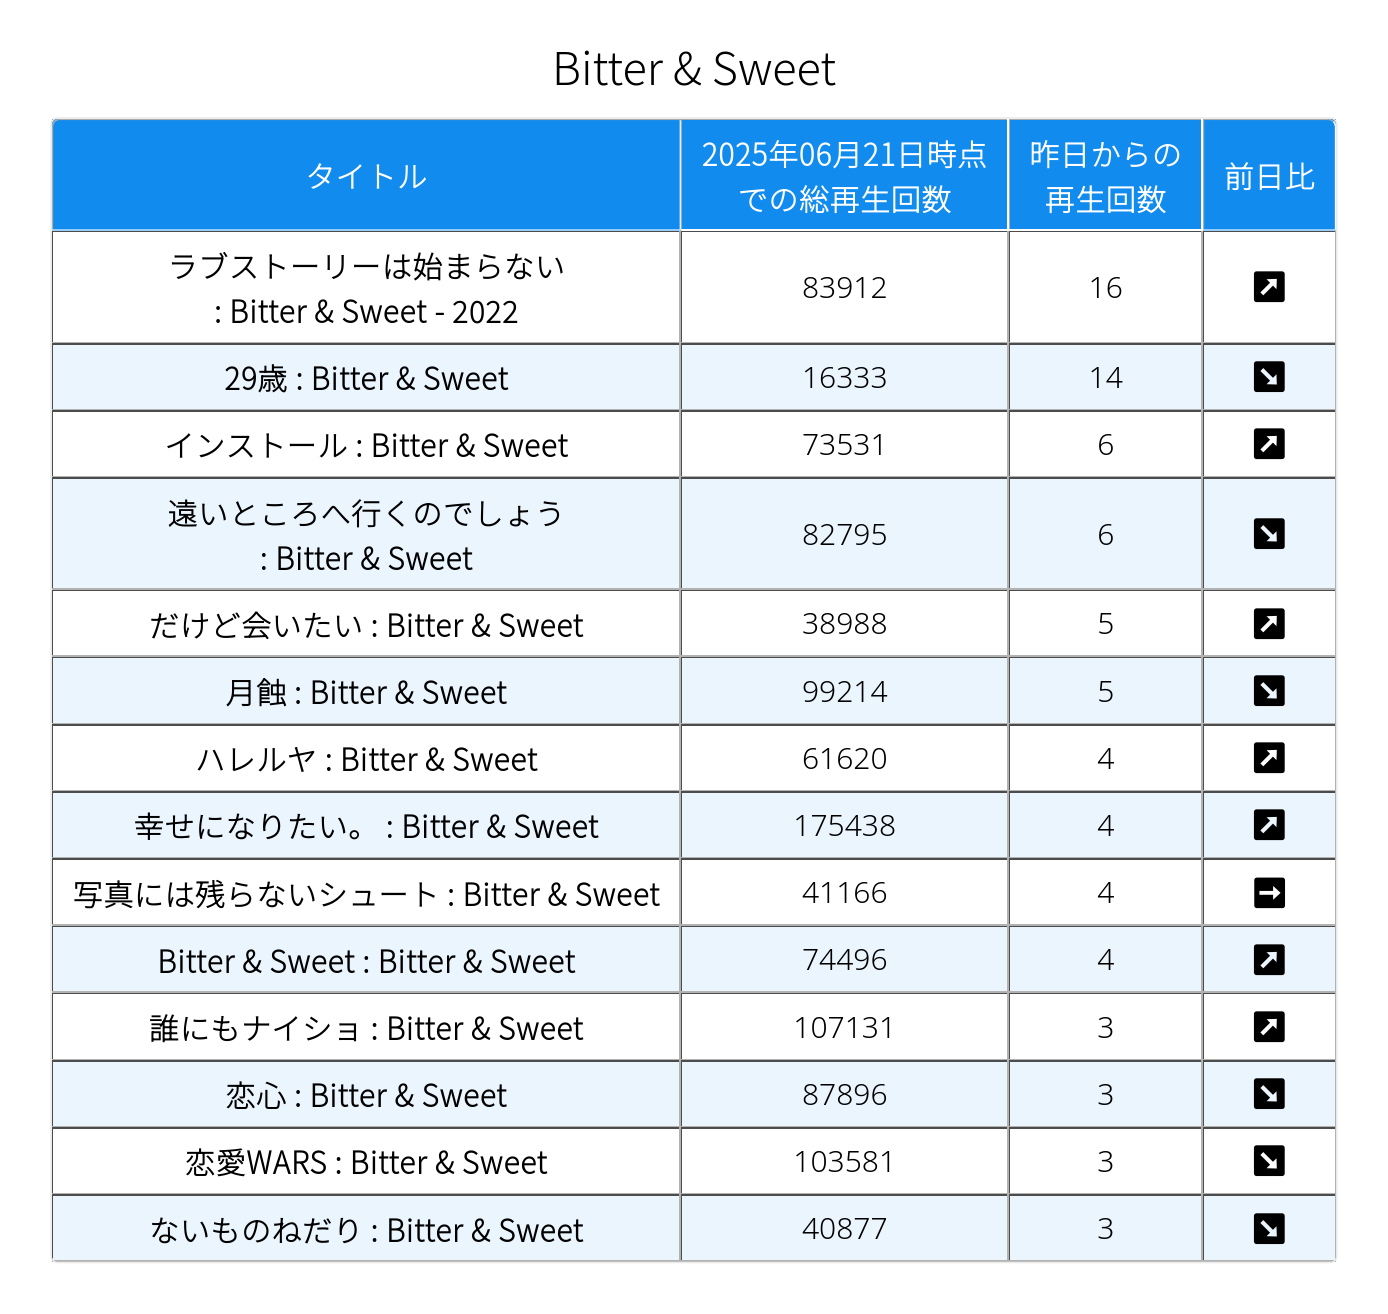 Bitter & Sweet
タイトル
2025年06月21日時点
での総再生回数
昨日からの
再生回数
前日比
ラブストーリーは始まらない
: Bitter & Sweet - 2022
83912
16
29歳 : Bitter & Sweet
16333
14
インストール : Bitter & Sweet
73531
6
遠いところへ行くのでしょう
: Bitter & Sweet
82795
6
だけど会いたい : Bitter & Sweet
38988
5
月蝕 : Bitter & Sweet
99214
5
ハレルヤ : Bitter & Sweet
61620
4
幸せになりたい。 : Bitter & Sweet
175438
4
写真には残らないシュート : Bitter & Sweet
41166
4
Bitter & Sweet : Bitter & Sweet
74496
4
誰にもナイショ : Bitter & Sweet
107131
3
恋心 : Bitter & Sweet
87896
3
恋愛WARS : Bitter & Sweet
103581
3
ないものねだり : Bitter & Sweet
40877
3